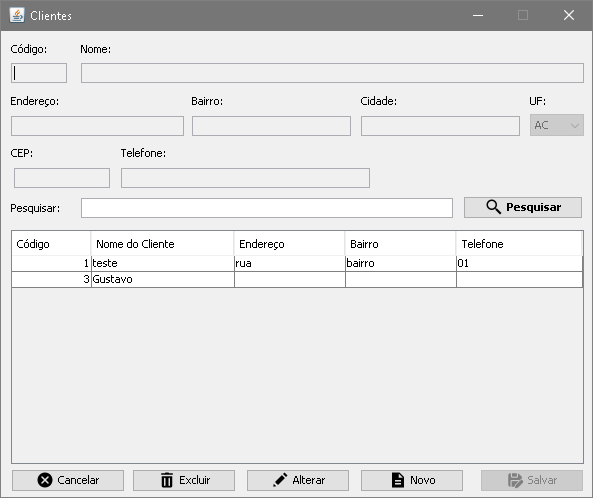 Clientes
Código: Nome:
Endereço: Bairro: Cidade: UF:
AC
CEP: Telefone:
Pesquisar: Pesquisar
Código Nome do Cliente Endereço Bairro Telefone
1 teste rua bairro 01
3 Gustavo
Cancelar Excluir Alterar Novo Salvar